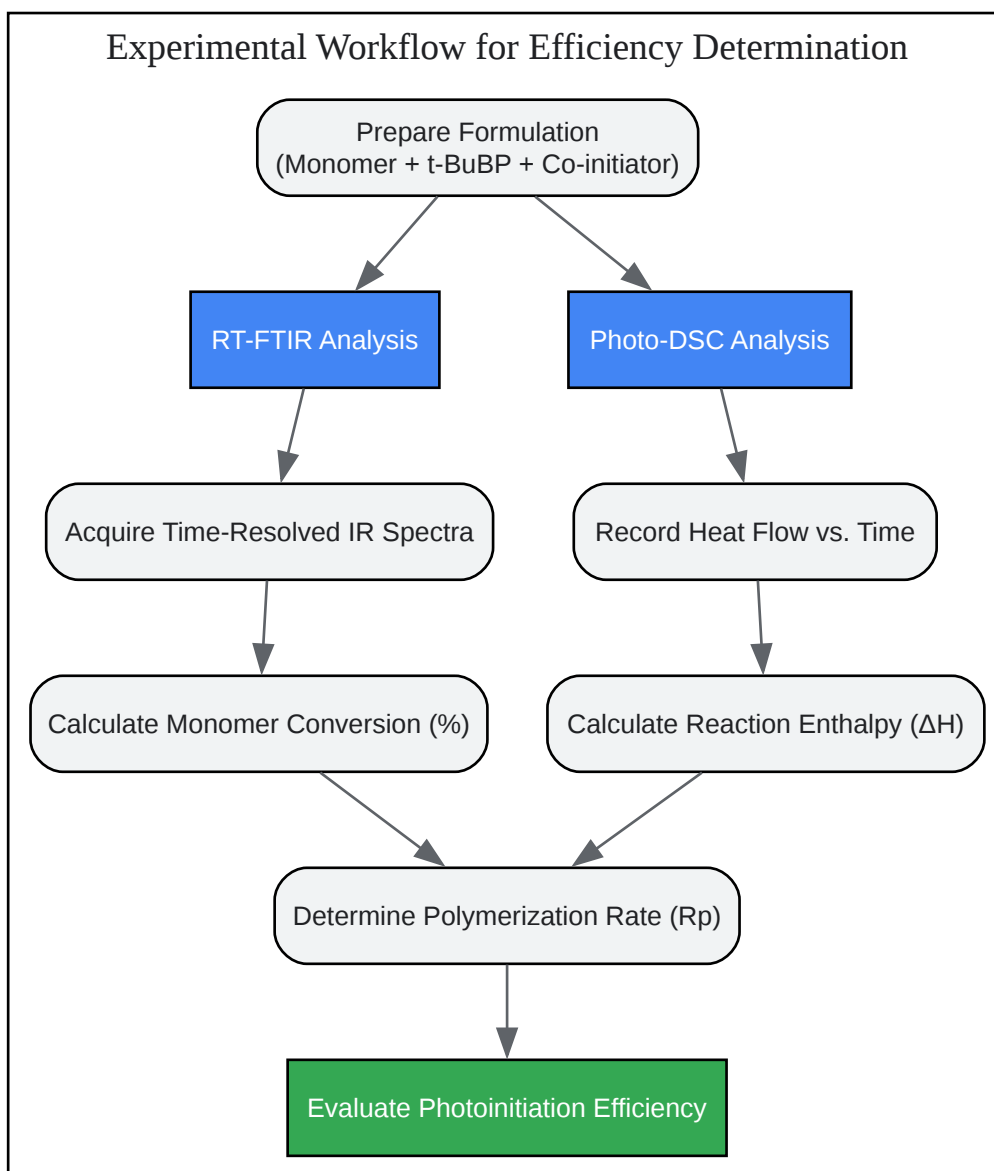 Experimental Workflow for Efficiency Determination
Prepare Formulation
(Monomer + t-BuBP + Co-initiator)
RT-FTIR Analysis
Photo-DSC Analysis
Acquire Time-Resolved IR Spectra
Record Heat Flow vs. Time
Calculate Monomer Conversion (%)
Calculate Reaction Enthalpy (ΔH)
Determine Polymerization Rate (Rp)
Evaluate Photoinitiation Efficiency